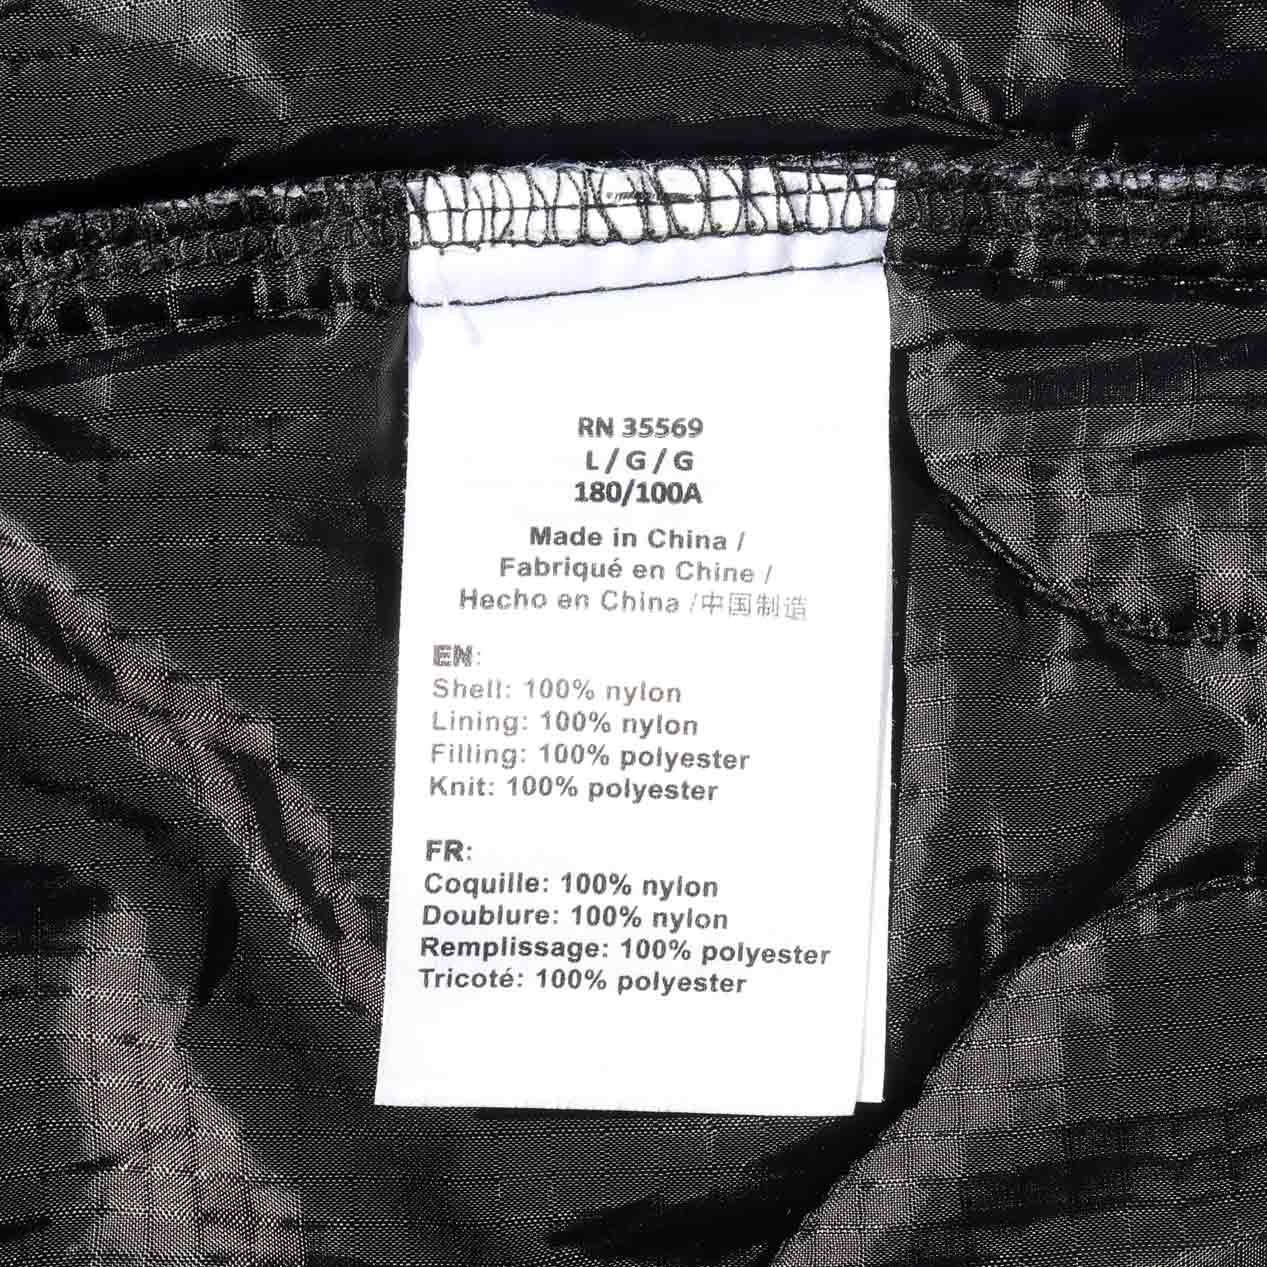 RN 35569
L / G / G
180/100A
Made in China /
Fabriqué en Chine /
Hecho en China /中国制造
EN:
Shell: 100% nylon
Lining: 100% nylon
Filling: 100% polyester
Knit: 100% polyester
FR:
Coquille: 100% nylon
Doublure: 100% nylon
Remplissage: 100% polyester
Tricoté: 100% polyester